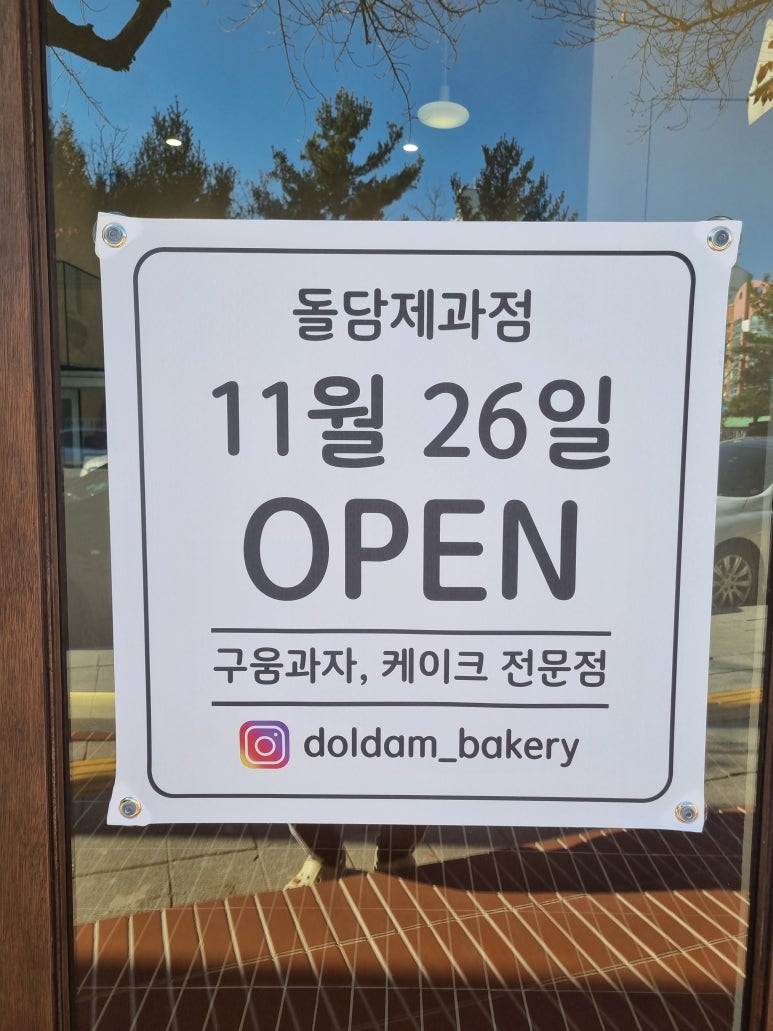 돌담제과점
11월 26일
OPEN
구움과자, 케이크 전문점
doldam_bakery